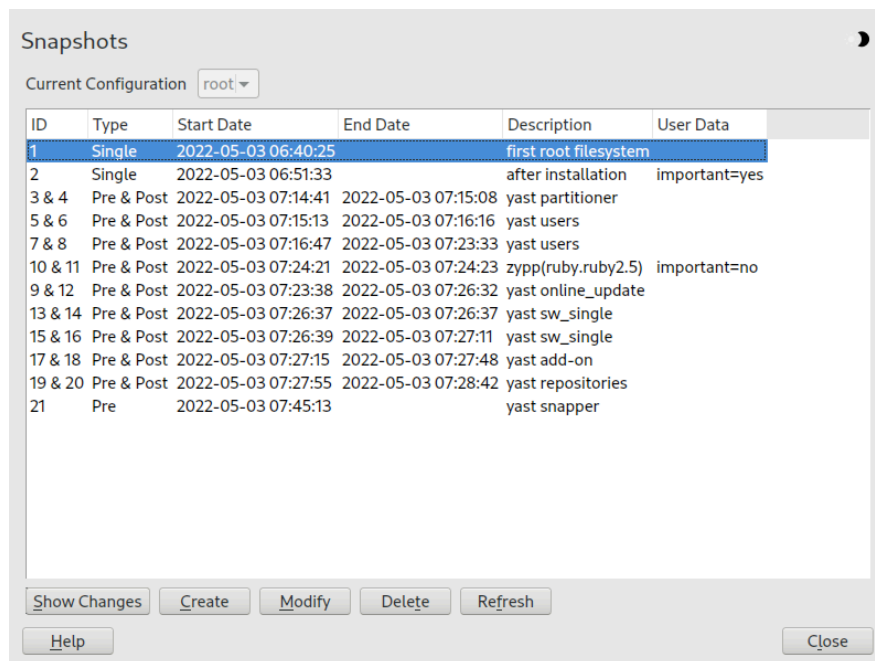 Snapshots
Current Configuration root
ID Type Start Date End Date Description User Data
1 Single 2022-05-03 06:40:25 first root filesystem
2 Single 2022-05-03 06:51:33 after installation important=yes
3 & 4 Pre & Post 2022-05-03 07:14:41 2022-05-03 07:15:08 yast partitioner
5 & 6 Pre & Post 2022-05-03 07:15:13 2022-05-03 07:16:16 yast users
7 & 8 Pre & Post 2022-05-03 07:16:47 2022-05-03 07:23:33 yast users
10 & 11 Pre & Post 2022-05-03 07:24:21 2022-05-03 07:24:23 zypp(ruby.ruby2.5) important=no
9 & 12 Pre & Post 2022-05-03 07:23:38 2022-05-03 07:26:32 yast online_update
13 & 14 Pre & Post 2022-05-03 07:26:37 2022-05-03 07:26:37 yast sw_single
15 & 16 Pre & Post 2022-05-03 07:26:39 2022-05-03 07:27:11 yast sw_single
17 & 18 Pre & Post 2022-05-03 07:27:15 2022-05-03 07:27:48 yast add-on
19 & 20 Pre & Post 2022-05-03 07:27:55 2022-05-03 07:28:42 yast repositories
21 Pre 2022-05-03 07:45:13 yast snapper
Show Changes Create Modify Delete Refresh
Help Close